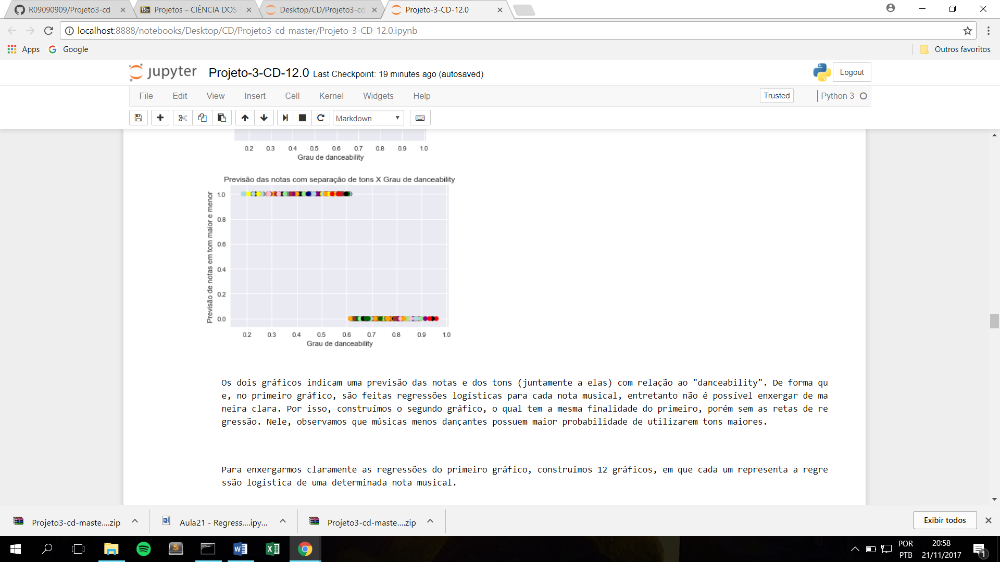 R09090909/Projeto3-cd
Bb Projetos – CIÊNCIA DOS
Desktop/CD/Projeto3-cd
Projeto-3-CD-12.0
localhost:8888/notebooks/Desktop/CD/Projeto3-cd-master/Projeto-3-CD-12.0.ipynb
Apps Google Outros favoritos
jupyter Projeto-3-CD-12.0 Last Checkpoint: 19 minutes ago (autosaved) Logout
File Edit View Insert Cell Kernel Widgets Help Trusted Python 3
Markdown
0.2 0.3 0.4 0.5 0.6 0.7 0.8 0.9 1.0
Grau de danceability
Previsão das notas com separação de tons X Grau de danceability
Previsão de notas em tom maior e menor
1.0
0.8
0.6
0.4
0.2
0.0
0.2 0.3 0.4 0.5 0.6 0.7 0.8 0.9 1.0
Grau de danceability
Os dois gráficos indicam uma previsão das notas e dos tons (juntamente a elas) com relação ao "danceability". De forma qu
e, no primeiro gráfico, são feitas regressões logísticas para cada nota musical, entretanto não é possível enxergar de ma
neira clara. Por isso, construímos o segundo gráfico, o qual tem a mesma finalidade do primeiro, porém sem as retas de re
gressão. Nele, observamos que músicas menos dançantes possuem maior probabilidade de utilizarem tons maiores.
Para enxergarmos claramente as regressões do primeiro gráfico, construímos 12 gráficos, em que cada um representa a regre
ssão logística de uma determinada nota musical.
Projeto3-cd-maste....zip
Aula21 - Regress....ipy...
Projeto3-cd-maste....zip
Exibir todos
POR
PTB
20:58
21/11/2017
1